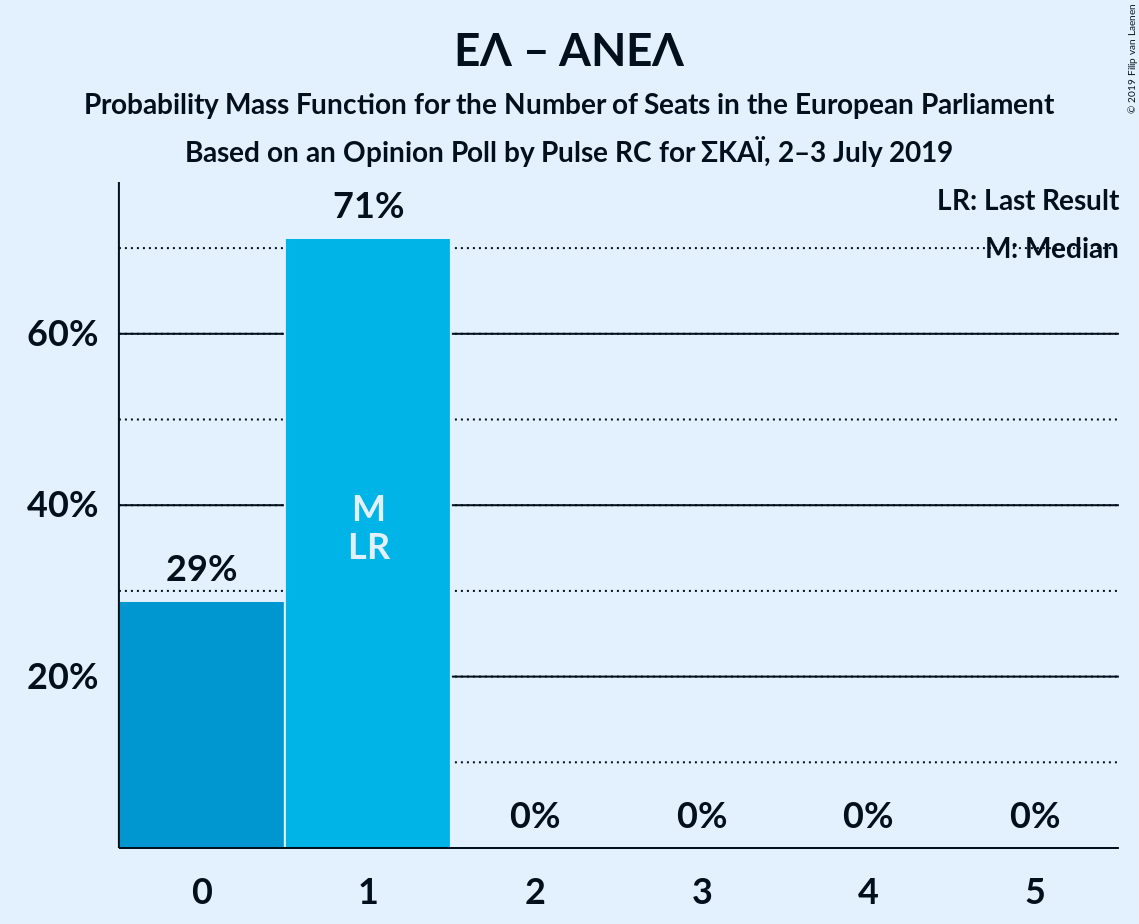 ΕΛ – ΑΝΕΛ
Probability Mass Function for the Number of Seats in the European Parliament
Based on an Opinion Poll by Pulse RC for ΣΚΑΪ, 2–3 July 2019
© 2019 Filip van Laenen
LR: Last Result
M: Median
71%
60%
40%
20%
29%
M
LR
0% 0% 0% 0%
0 1 2 3 4 5